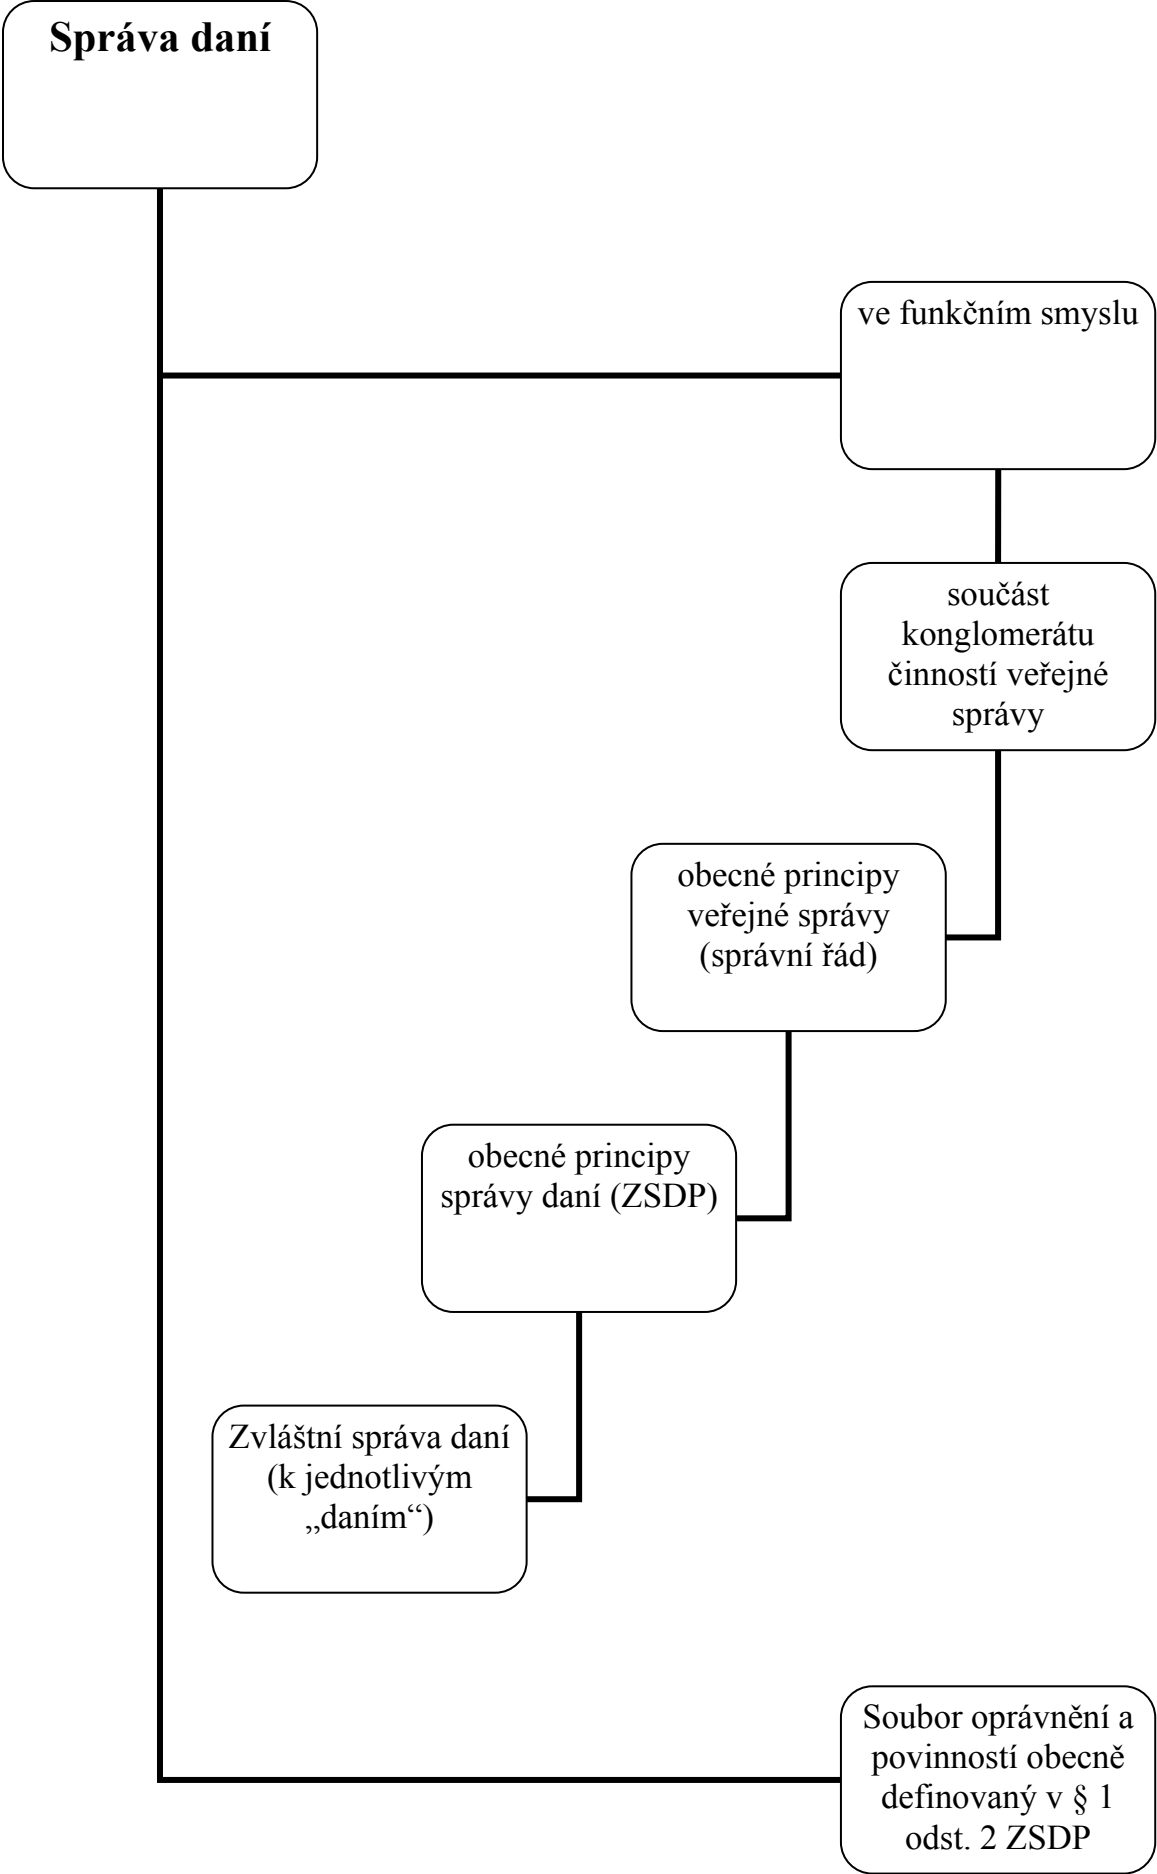 Správa daní
ve funkčním smyslu
součást
konglomerátu
činností veřejné
správy
obecné principy
veřejné správy
(správní řád)
obecné principy
správy daní (ZSDP)
Zvláštní správa daní
(k jednotlivým
„daním“)
Soubor oprávnění a
povinností obecně
definovaný v § 1
odst. 2 ZSDP